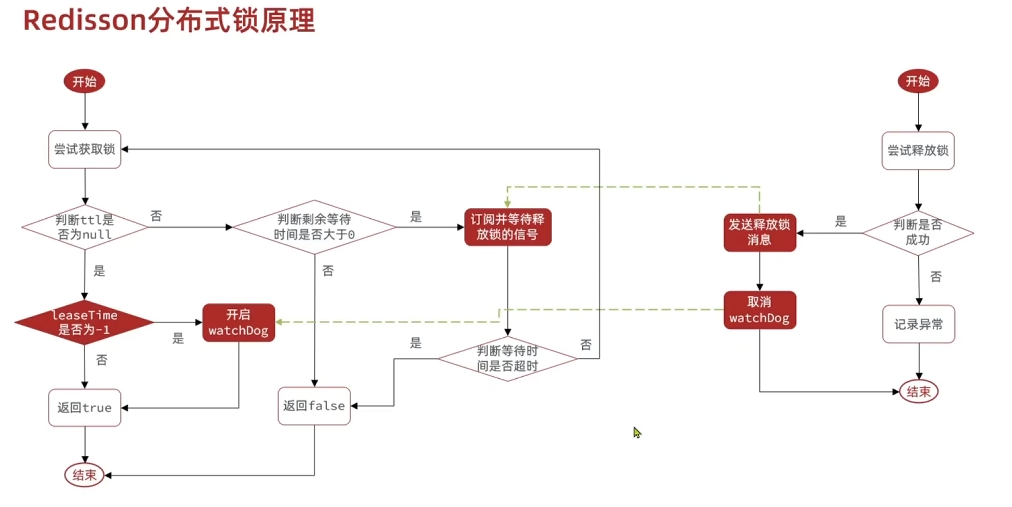 Redisson分布式锁原理
开始
尝试获取锁
判断ttl是
否为null
否
判断剩余等待
时间是否大于0
是
订阅并等待释
放锁的信号
是
否
leaseTime
是否为-1
是
开启
watchDog
否
判断等待时
间是否超时
是
否
返回true
返回false
结束
开始
尝试释放锁
判断是否
成功
是
发送释放锁
消息
否
取消
watchDog
记录异常
结束